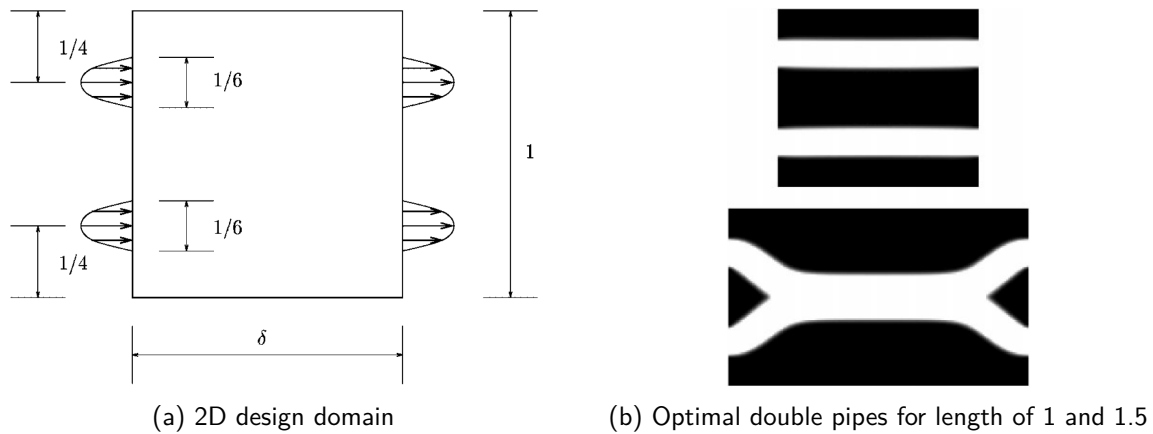 1/4
1/6
1
1/6
1/4
δ
(a) 2D design domain
(b) Optimal double pipes for length of 1 and 1.5